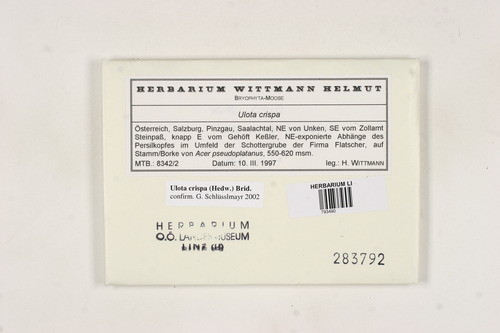 HERBARIUM WITTMANN HELMUT
BRYOPHYTA-MOOSE
Ulota crispa
Österreich, Salzburg, Pinzgau, Saalachtal, NE von Unken, SE vom Zollamt
Steinpaß, knapp E vom Gehöft Keßler, NE-exponierte Abhänge des
Persilkopfes im Umfeld der Schottergrube der Firma Flatscher, auf
Stamm/Borke von Acer pseudoplatanus, 550-620 msm.
MTB.: 8342/2 Datum: 10. III. 1997 leg.: H. WITTMANN
Ulota crispa (Hedw.) Brid.
confirm. G. Schlüsslmayr 2002
HERBARIUM LI
793490
HERBARIUM
O.Ö. LANDESMUSEUM
LINZ
283792